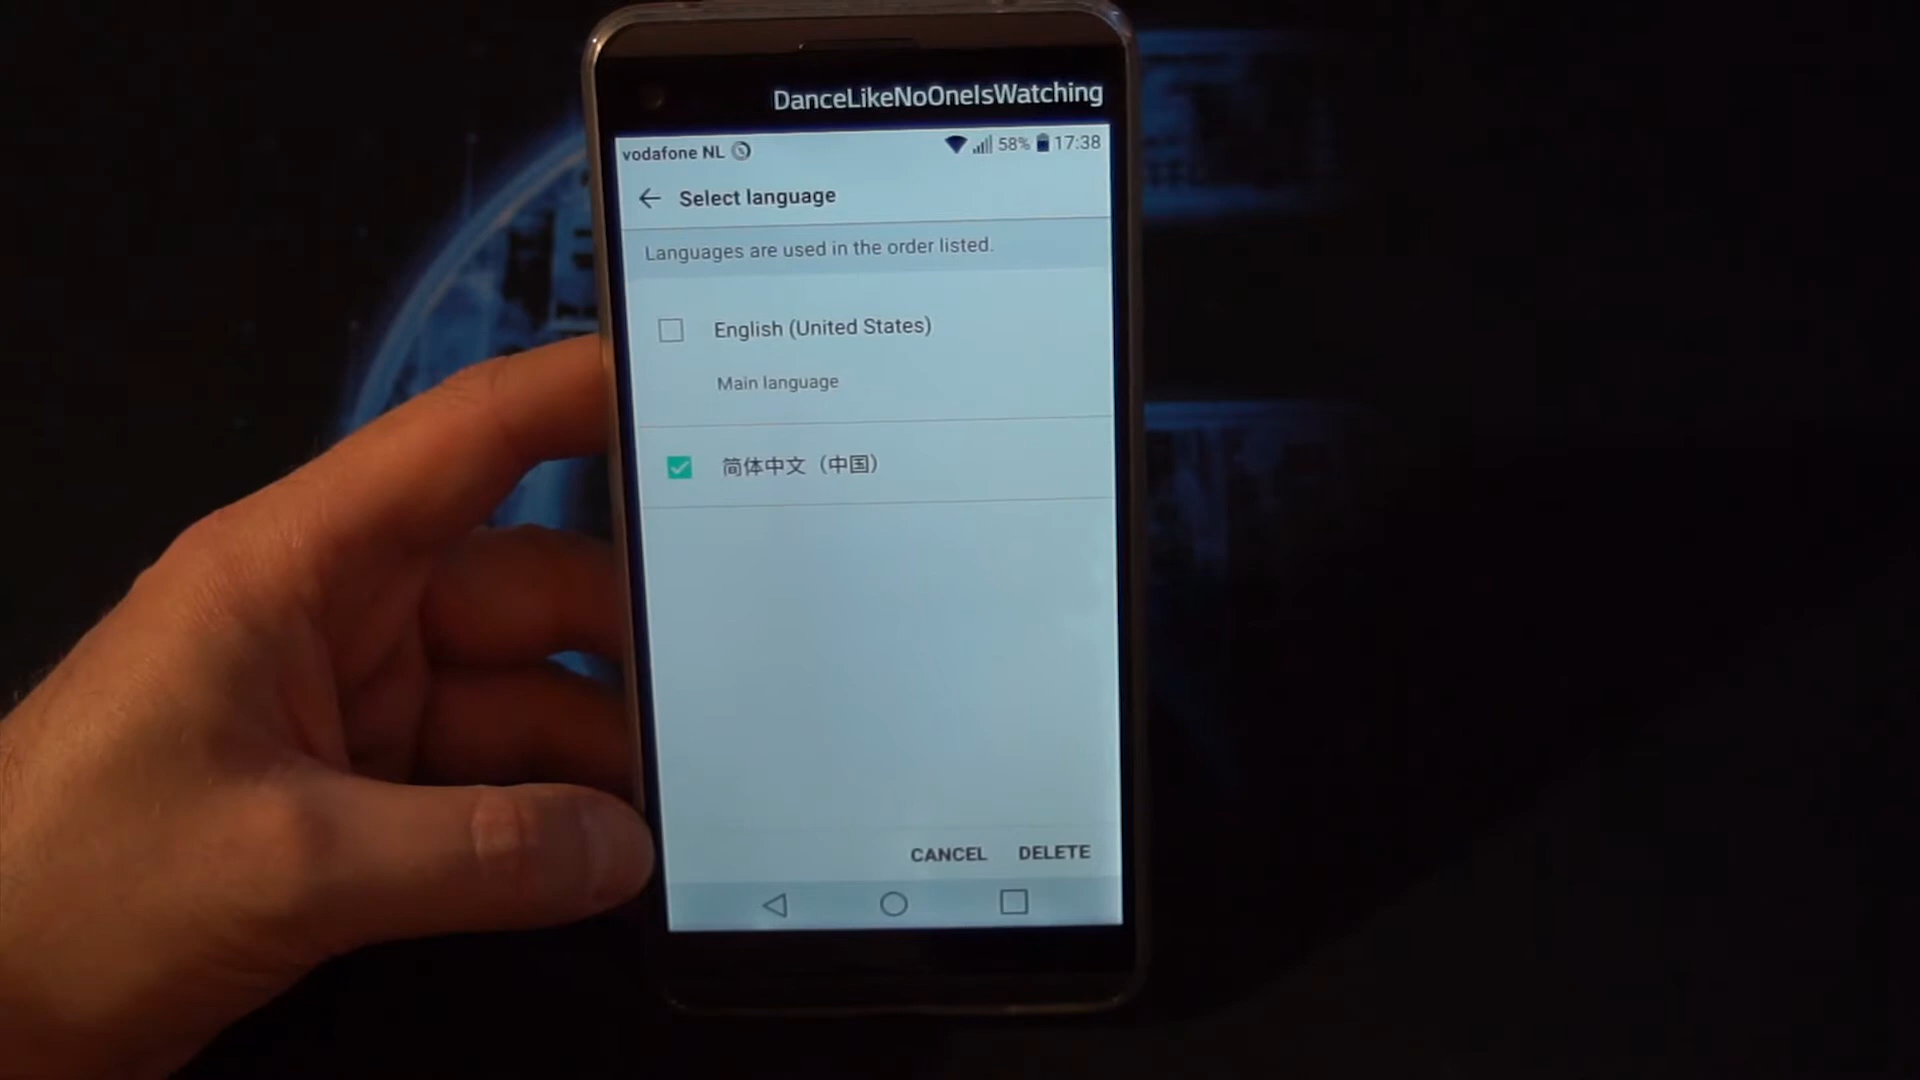 DanceLikeNoOneIsWatching
vodafone NL 58% 17:38
Select language
Languages are used in the order listed.
English (United States)
Main language
简体中文（中国）
CANCEL DELETE